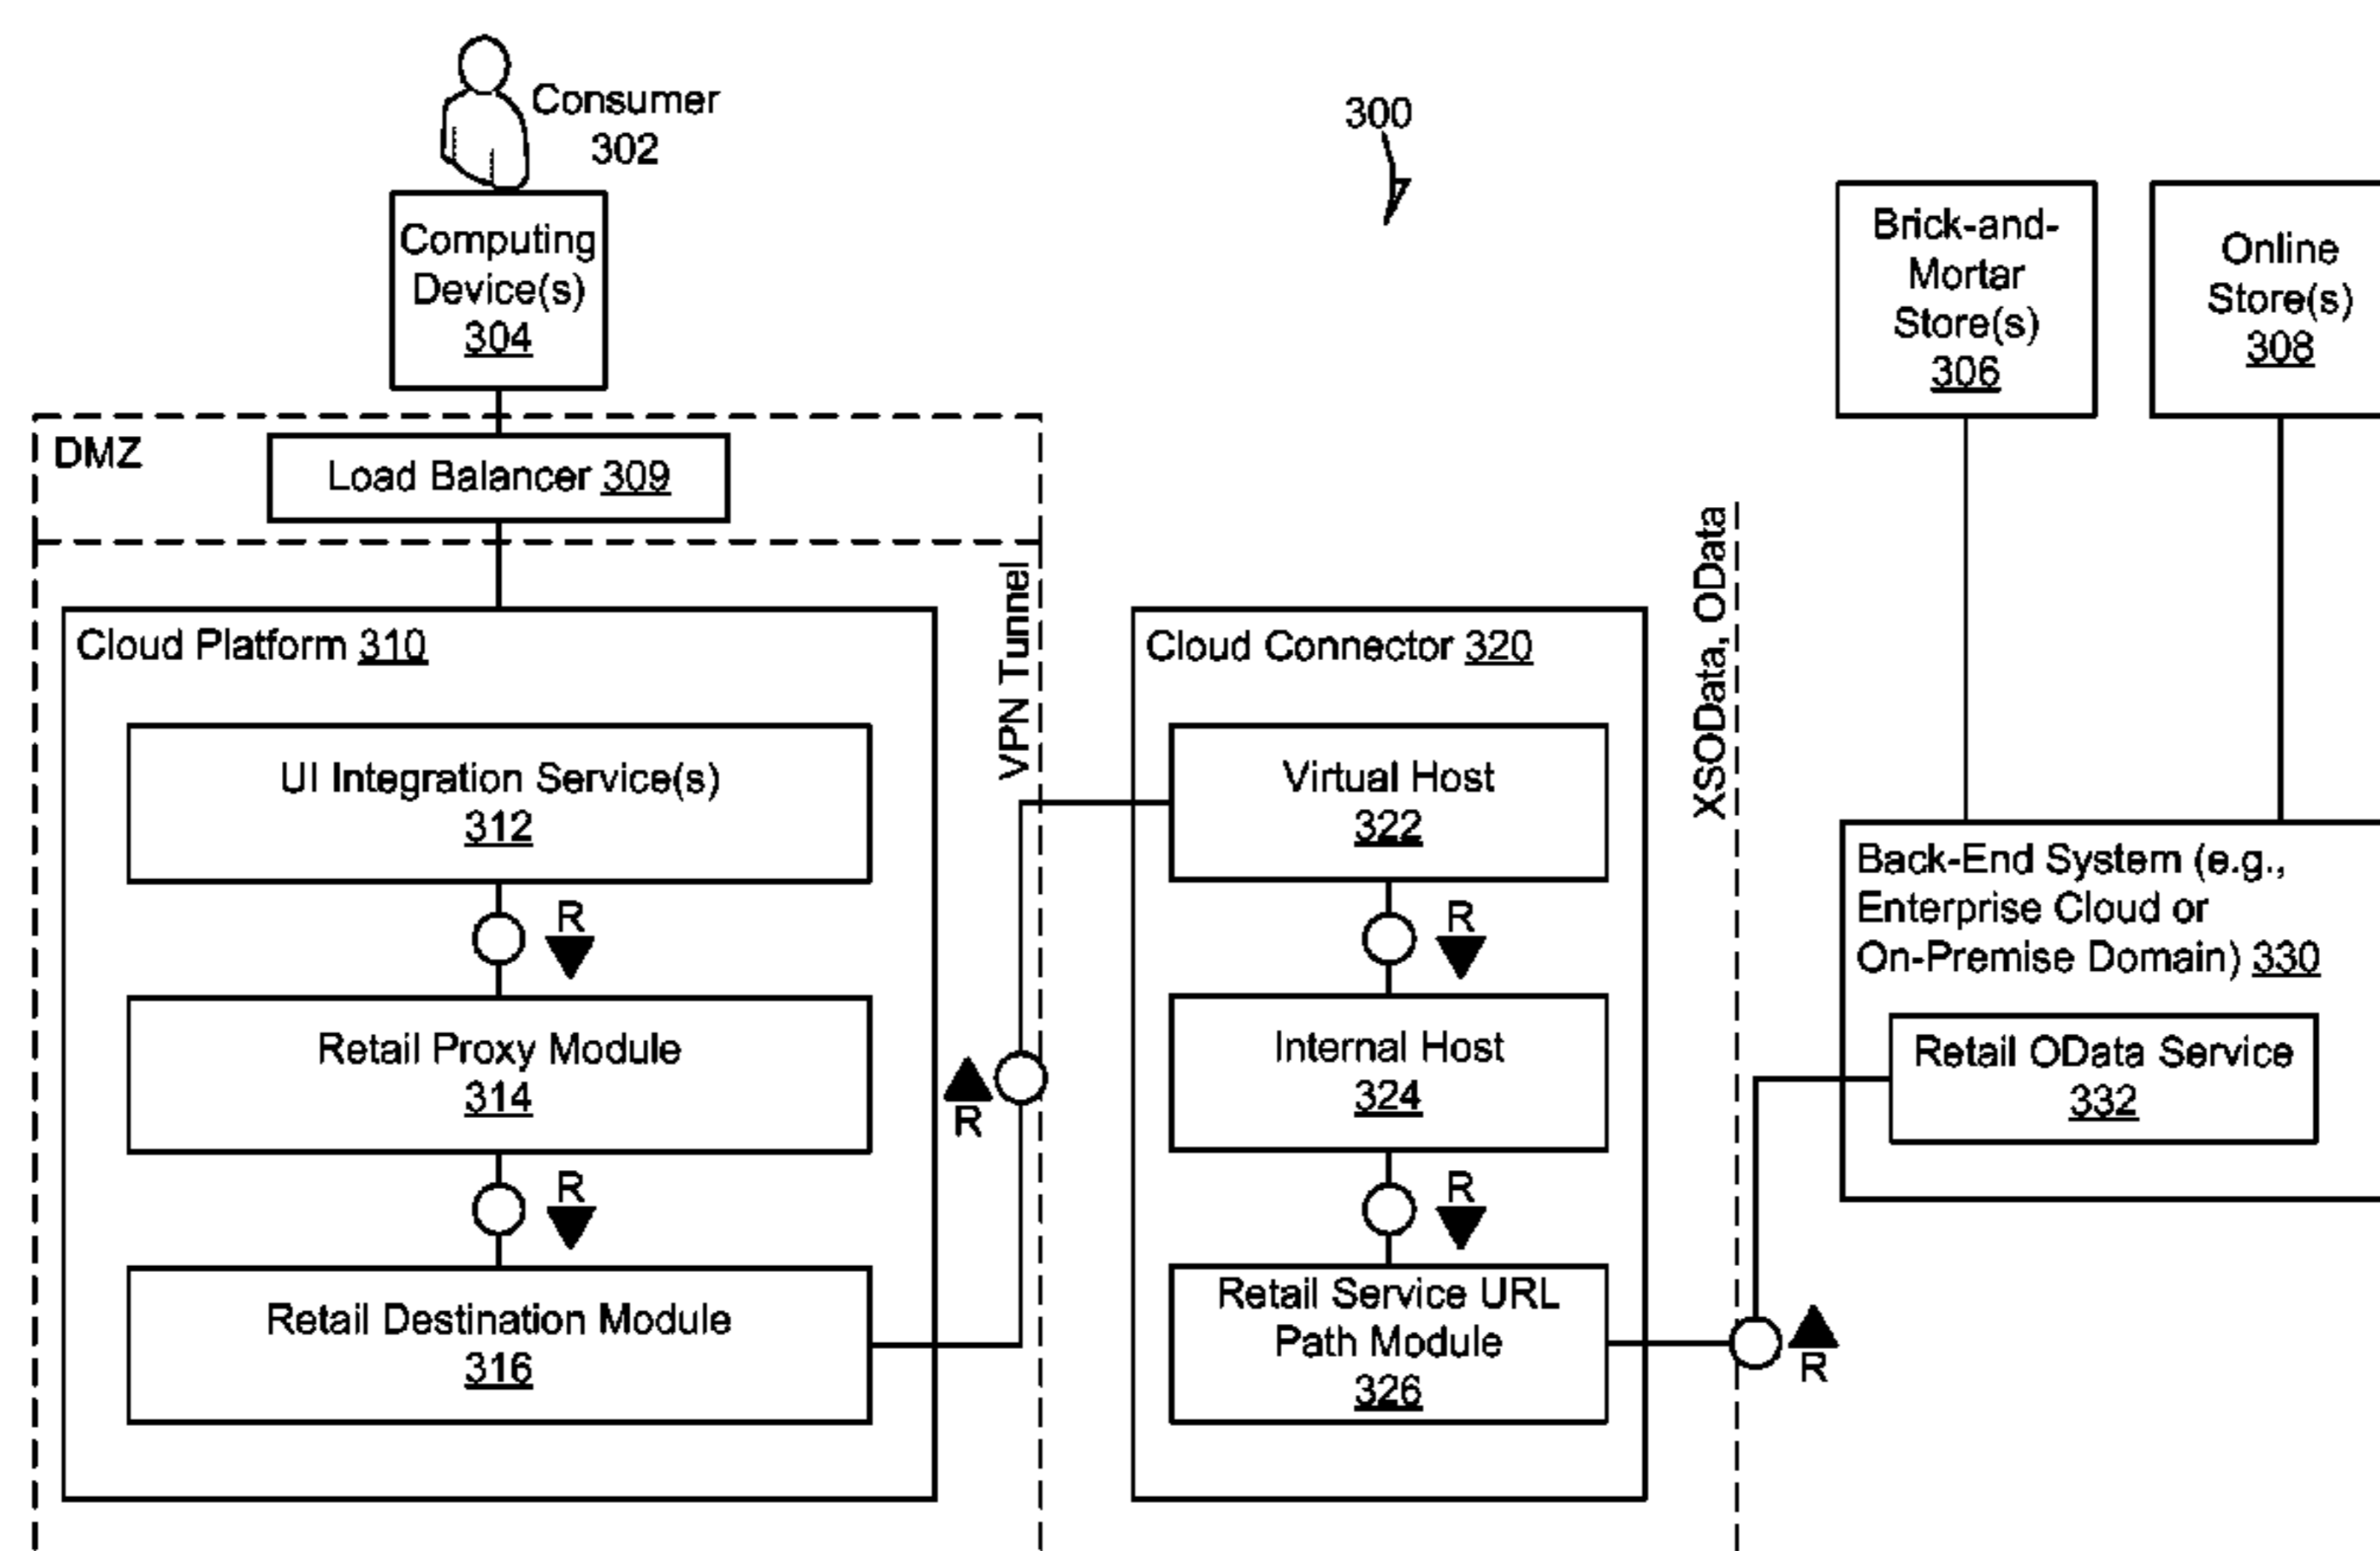 Consumer
302
300
Computing
Device(s)
304
Brick-and-
Mortar
Store(s)
306
Online
Store(s)
308
DMZ
Load Balancer 309
VPN Tunnel
XSOData, OData
Cloud Platform 310
UI Integration Service(s)
312
R
Retail Proxy Module
314
R
Retail Destination Module
316
R
Cloud Connector 320
Virtual Host
322
R
Internal Host
324
R
Retail Service URL
Path Module
326
R
Back-End System (e.g.,
Enterprise Cloud or
On-Premise Domain) 330
Retail OData Service
332